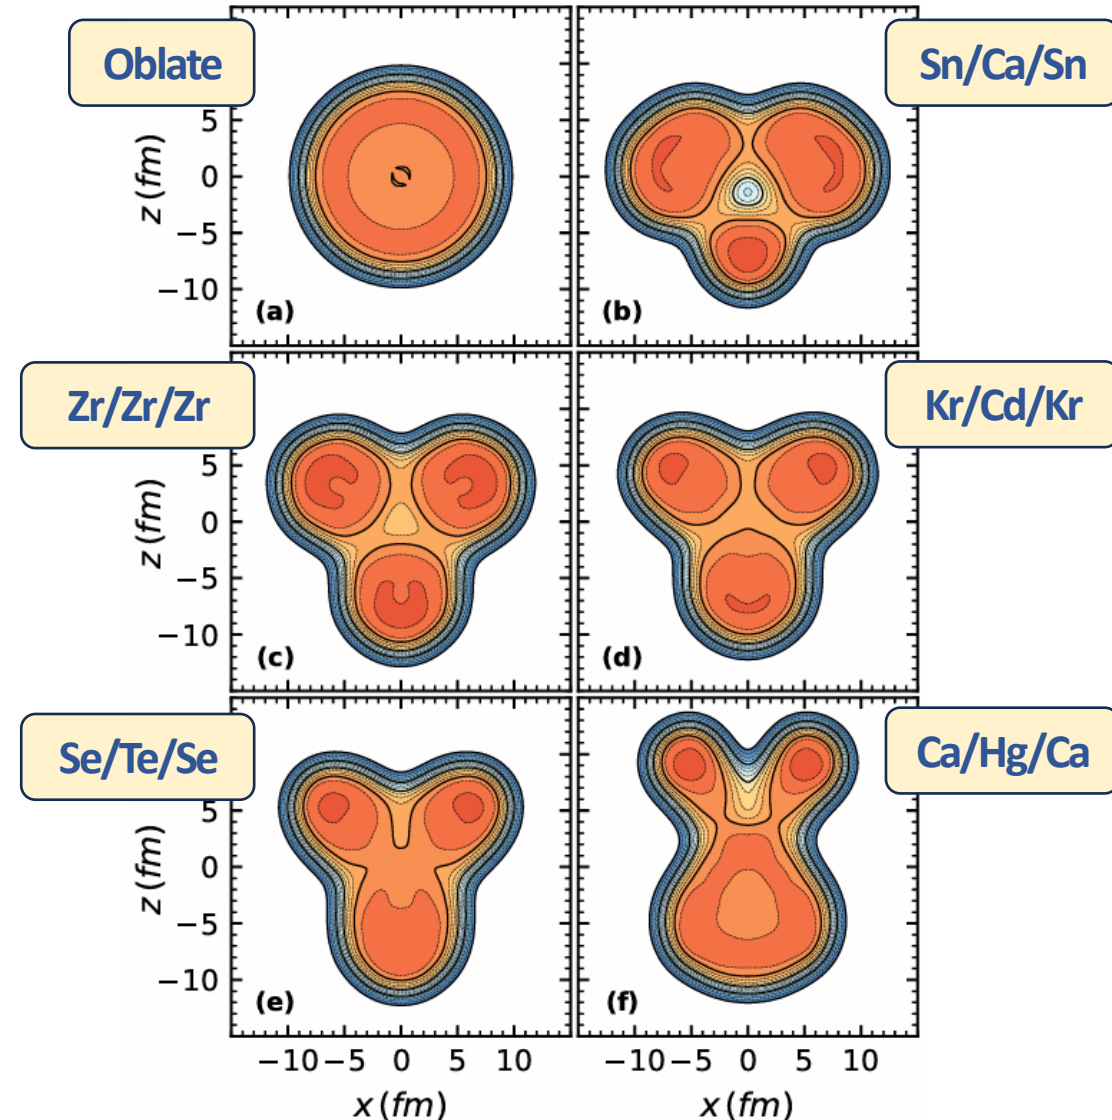 Oblate
Sn/Ca/Sn
z (fm)
5
0
−5
−10
(a)
(b)
Zr/Zr/Zr
Kr/Cd/Kr
z (fm)
5
0
−5
−10
(c)
(d)
Se/Te/Se
Ca/Hg/Ca
z (fm)
5
0
−5
−10
(e)
(f)
−10 −5 0 5 10
−10 −5 0 5 10
x (fm)
x (fm)